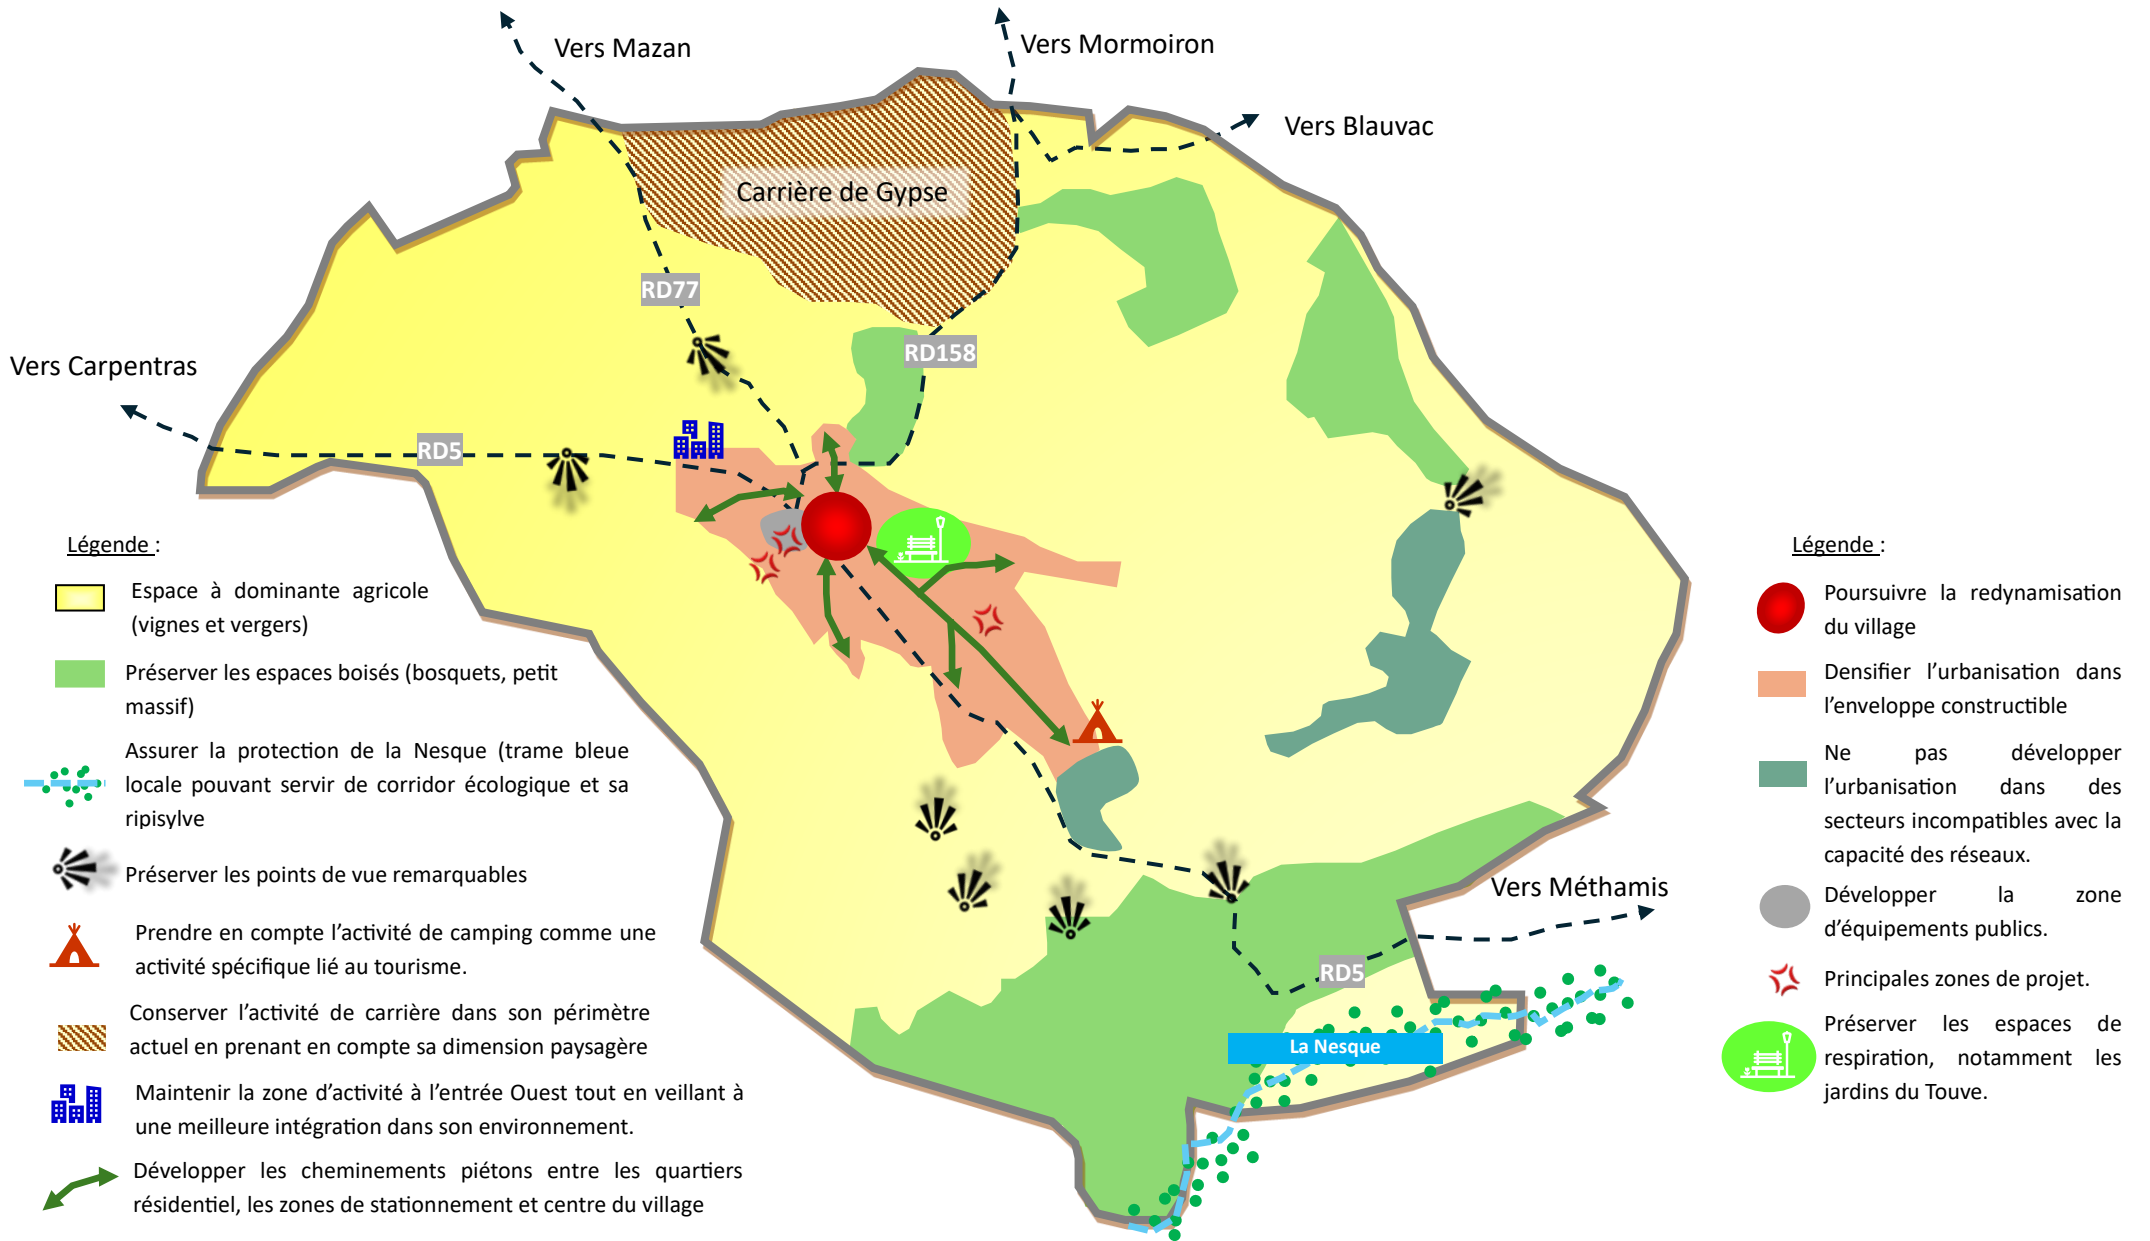 Vers Mazan
Vers Mormoiron
Vers Blauvac
Carrière de Gypse
RD77
RD158
Vers Carpentras
RD5
Vers Méthamis
RD5
La Nesque
Légende :
Espace à dominante agricole
(vignes et vergers)
Préserver les espaces boisés (bosquets, petit
massif)
Assurer la protection de la Nesque (trame bleue
locale pouvant servir de corridor écologique et sa
ripisylve
Préserver les points de vue remarquables
Prendre en compte l’activité de camping comme une
activité spécifique lié au tourisme.
Conserver l’activité de carrière dans son périmètre
actuel en prenant en compte sa dimension paysagère
Maintenir la zone d’activité à l’entrée Ouest tout en veillant à
une meilleure intégration dans son environnement.
Développer les cheminements piétons entre les quartiers
résidentiel, les zones de stationnement et centre du village
Légende :
Poursuivre la redynamisation
du village
Densifier l’urbanisation dans
l’enveloppe constructible
Ne pas développer
l’urbanisation dans des
secteurs incompatibles avec la
capacité des réseaux.
Développer la zone
d’équipements publics.
Principales zones de projet.
Préserver les espaces de
respiration, notamment les
jardins du Touve.